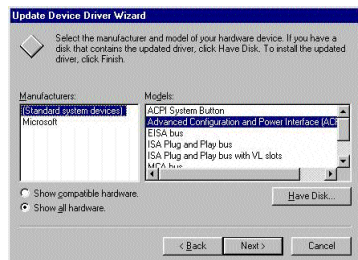 Update Device Driver Wizard
Select the manufacturer and model of your hardware device. If you have a
disk that contains the updated driver, click Have Disk. To install the updated
driver, click Finish.
Manufacturers:
(Standard system devices)
Microsoft
Models:
ACPI System Button
Advanced Configuration and Power Interface (ACP
EISA bus
ISA Plug and Play bus
ISA Plug and Play bus with VL slots
MCA bus
Show compatible hardware.
Show all hardware.
Have Disk...
< Back
Next >
Cancel